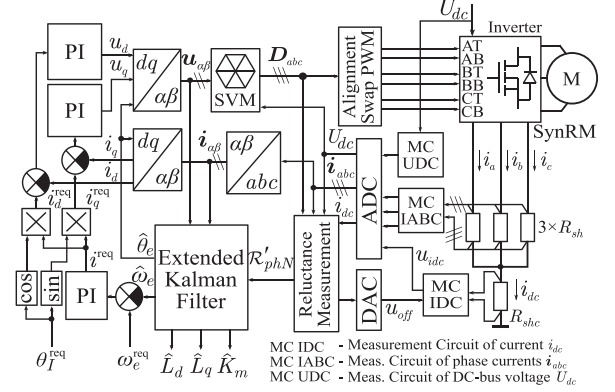 U_dc
Inverter
PI
u_d
u_q
dq
αβ
u_αβ
SVM
D_abc
Alignment
Swap PWM
AT
AB
BT
BB
CT
CB
M
SynRM
PI
i_q
i_d
dq
αβ
i_αβ
αβ
abc
U_dc
i_abc
i_dc
ADC
MC
UDC
MC
IABC
i_a
i_b
i_c
3×R_sh
i_d^req
i_q^req
i^req
cos
sin
PI
θ̂_e
ω̂_e
Extended
Kalman
Filter
R′_phN
Reluctance
Measurement
DAC
u_idc
u_off
MC
IDC
i_dc
R_shc
θ_I^req
ω_e^req
L̂_d
L̂_q
K̂_m
MC IDC - Measurement Circuit of current i_dc
MC IABC - Meas. Circuit of phase currents i_abc
MC UDC - Meas. Circuit of DC-bus voltage U_dc